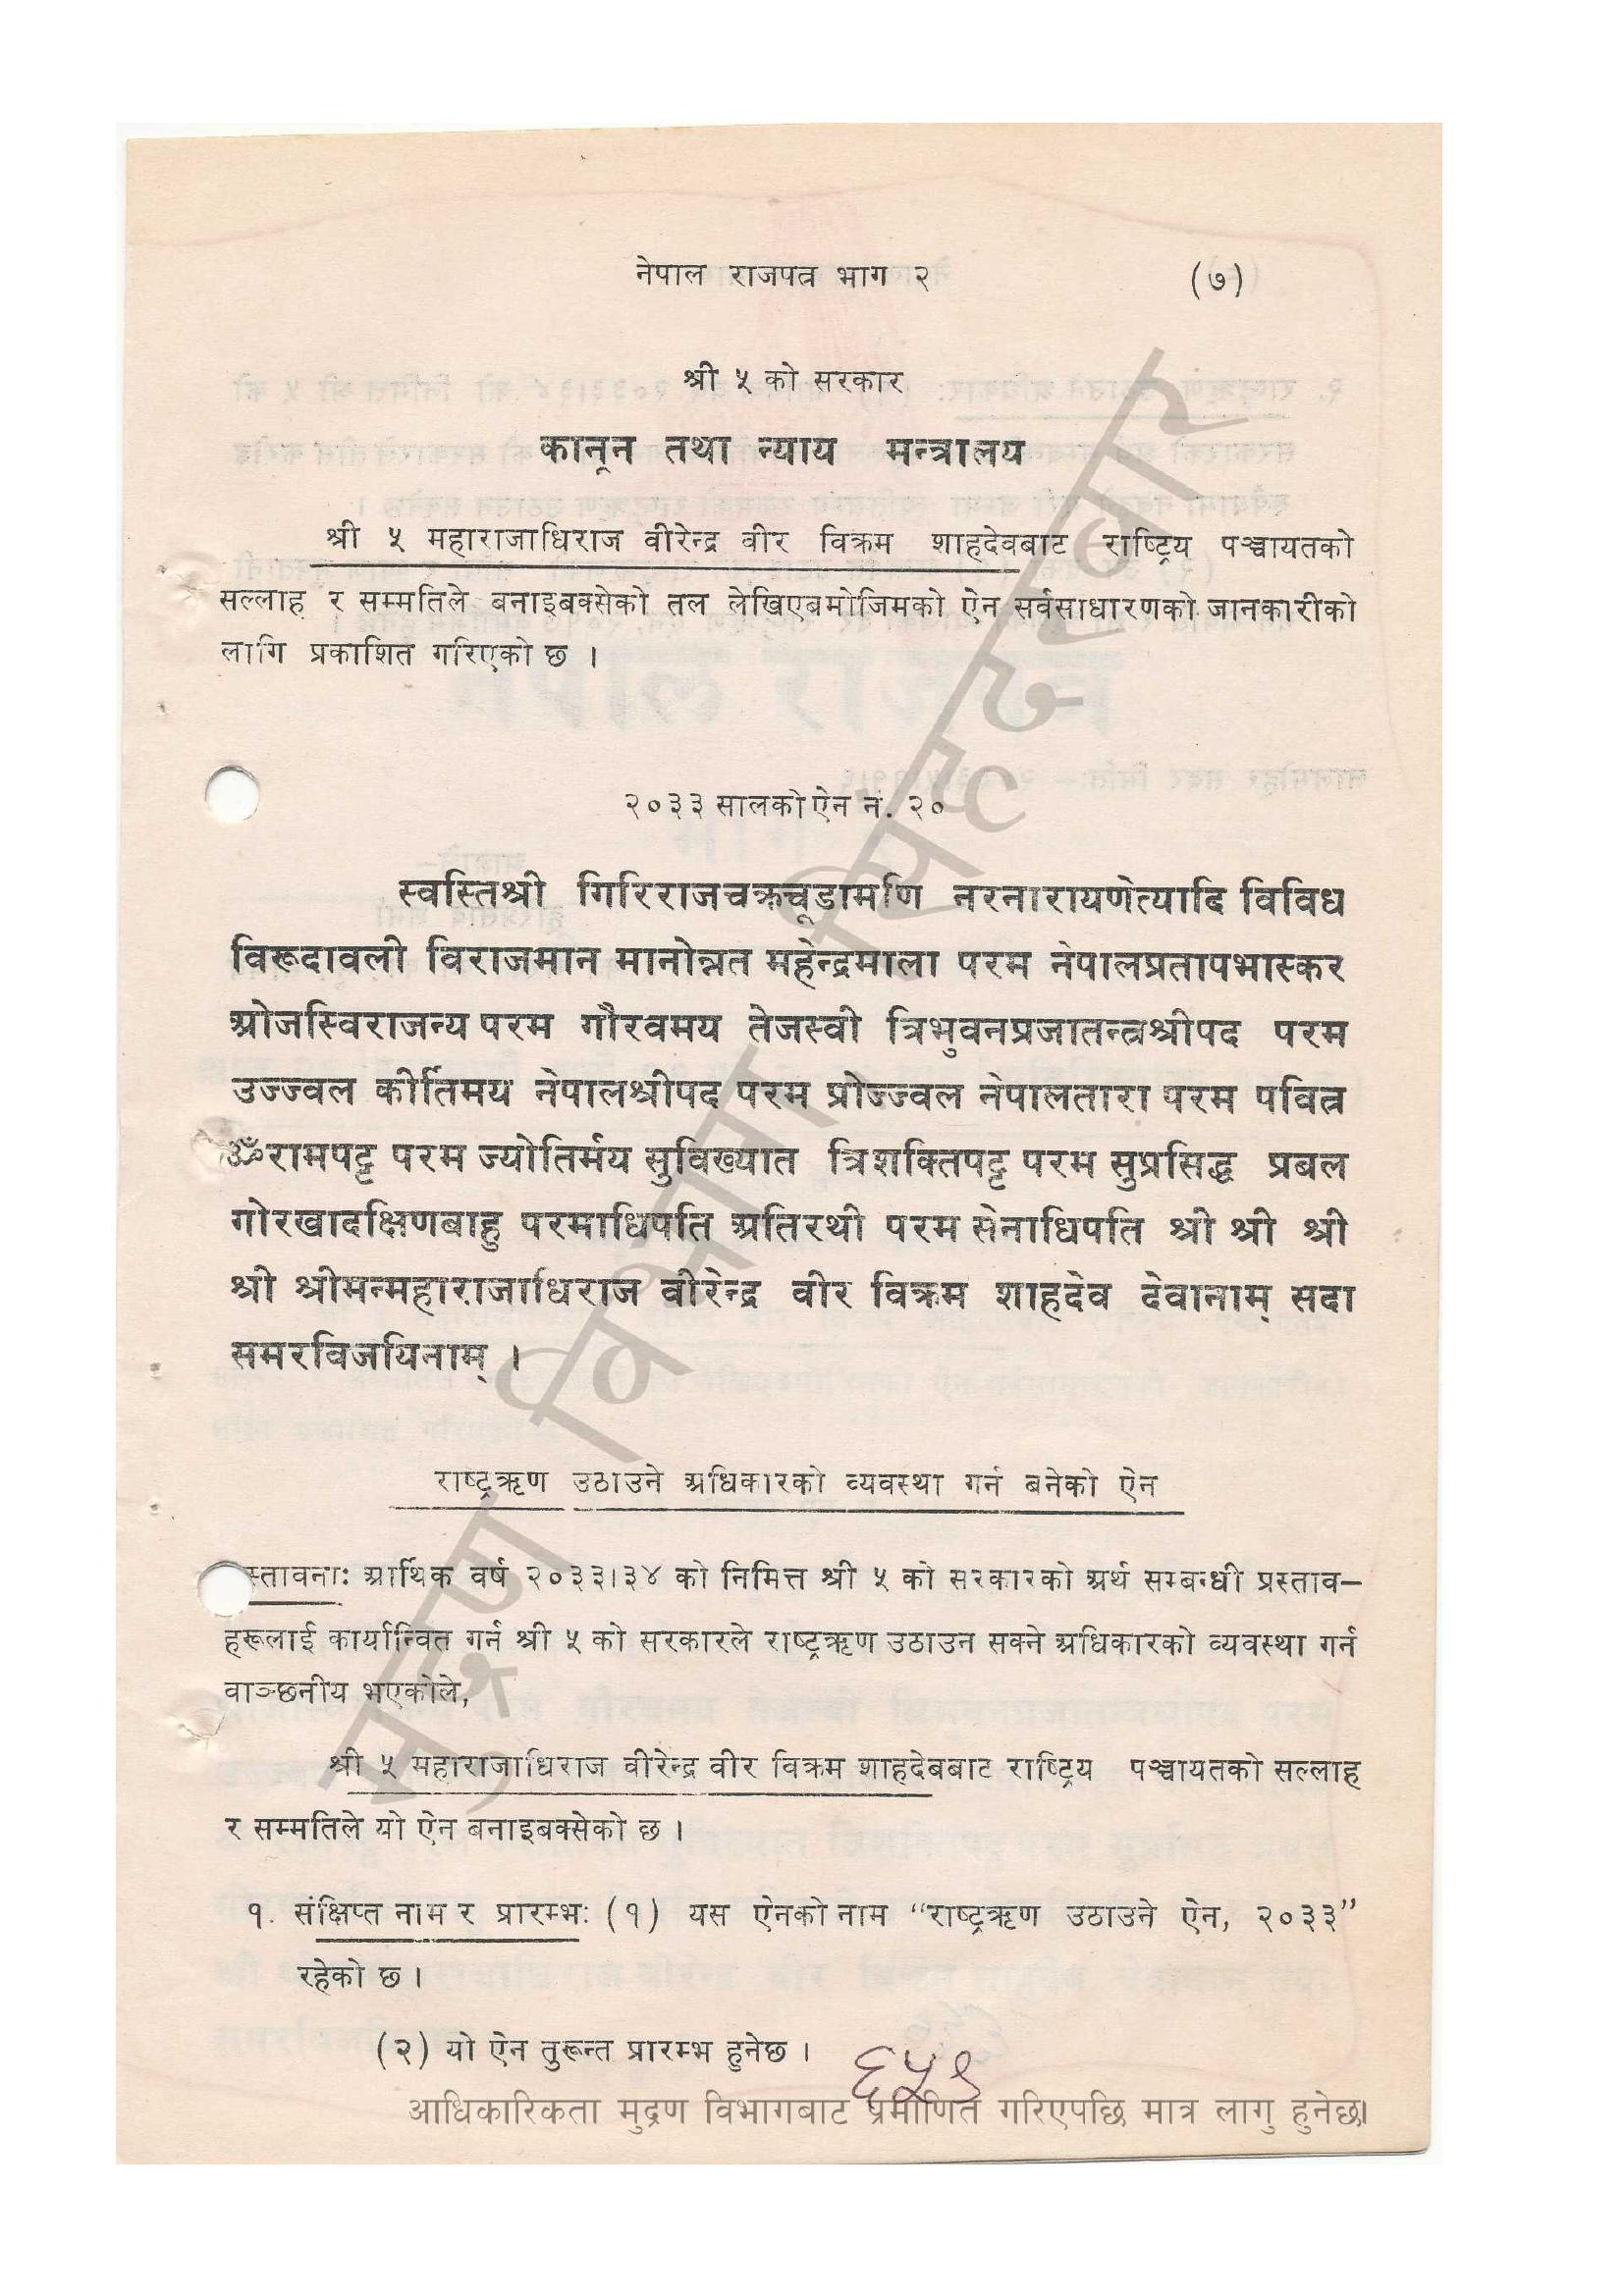 नेपाल राजपत्र भाग २ (७)
श्री ५ को सरकार
कानून तथा न्याय मन्त्रालय
श्री ५ महाराजाधिराज वीरेन्द्र वीर विक्रम शाहदेवबाट राष्ट्रिय पञ्चायतको
सल्लाह र सम्मतिले बनाइबक्सेको तल लेखिएबमोजिमको ऐन सर्वसाधारणको जानकारीको
लागि प्रकाशित गरिएको छ ।
२०३३ सालको ऐन नं. २०
स्वस्तिश्री गिरिराजचक्रचूडामणि नरनारायणेत्यादि विविध
विरूदावली विराजमान मानोन्नत महेन्द्रमाला परम नेपालप्रतापभास्कर
ओजस्विराजन्य परम गौरवमय तेजस्वी त्रिभुवनप्रजातन्त्रश्रीपद परम
उज्ज्वल कीर्तिमय नेपालश्रीपद परम प्रोज्ज्वल नेपालतारा परम पवित्र
ॐरामपट्ट परम ज्योतिर्मय सुविख्यात त्रिशक्तिपट्ट परम सुप्रसिद्ध प्रबल
गोरखादक्षिणबाहु परमाधिपति अतिरथी परम सेनाधिपति श्री श्री श्री
श्री श्रीमन्महाराजाधिराज वीरेन्द्र वीर विक्रम शाहदेव देवानाम् सदा
समरविजयिनाम् ।
राष्ट्रऋण उठाउने अधिकारको व्यवस्था गर्न बनेको ऐन
स्तावनाः आर्थिक वर्ष २०३३।३४ को निमित्त श्री ५ को सरकारको अर्थ सम्बन्धी प्रस्ताव–
हरूलाई कार्यान्वित गर्न श्री ५ को सरकारले राष्ट्रऋण उठाउन सक्ने अधिकारको व्यवस्था गर्न
वाञ्छनीय भएकोले,
श्री ५ महाराजाधिराज वीरेन्द्र वीर विक्रम शाहदेबबाट राष्ट्रिय पञ्चायतको सल्लाह
र सम्मतिले यो ऐन बनाइबक्सेको छ ।
१. संक्षिप्त नाम र प्रारम्भः (१) यस ऐनको नाम “राष्ट्रऋण उठाउने ऐन, २०३३”
रहेको छ ।
(२) यो ऐन तुरून्त प्रारम्भ हुनेछ ।
६५९
आधिकारिकता मुद्रण विभागबाट प्रमाणित गरिएपछि मात्र लागु हुनेछ।
मुद्रण विभाग, सिंहदरबार